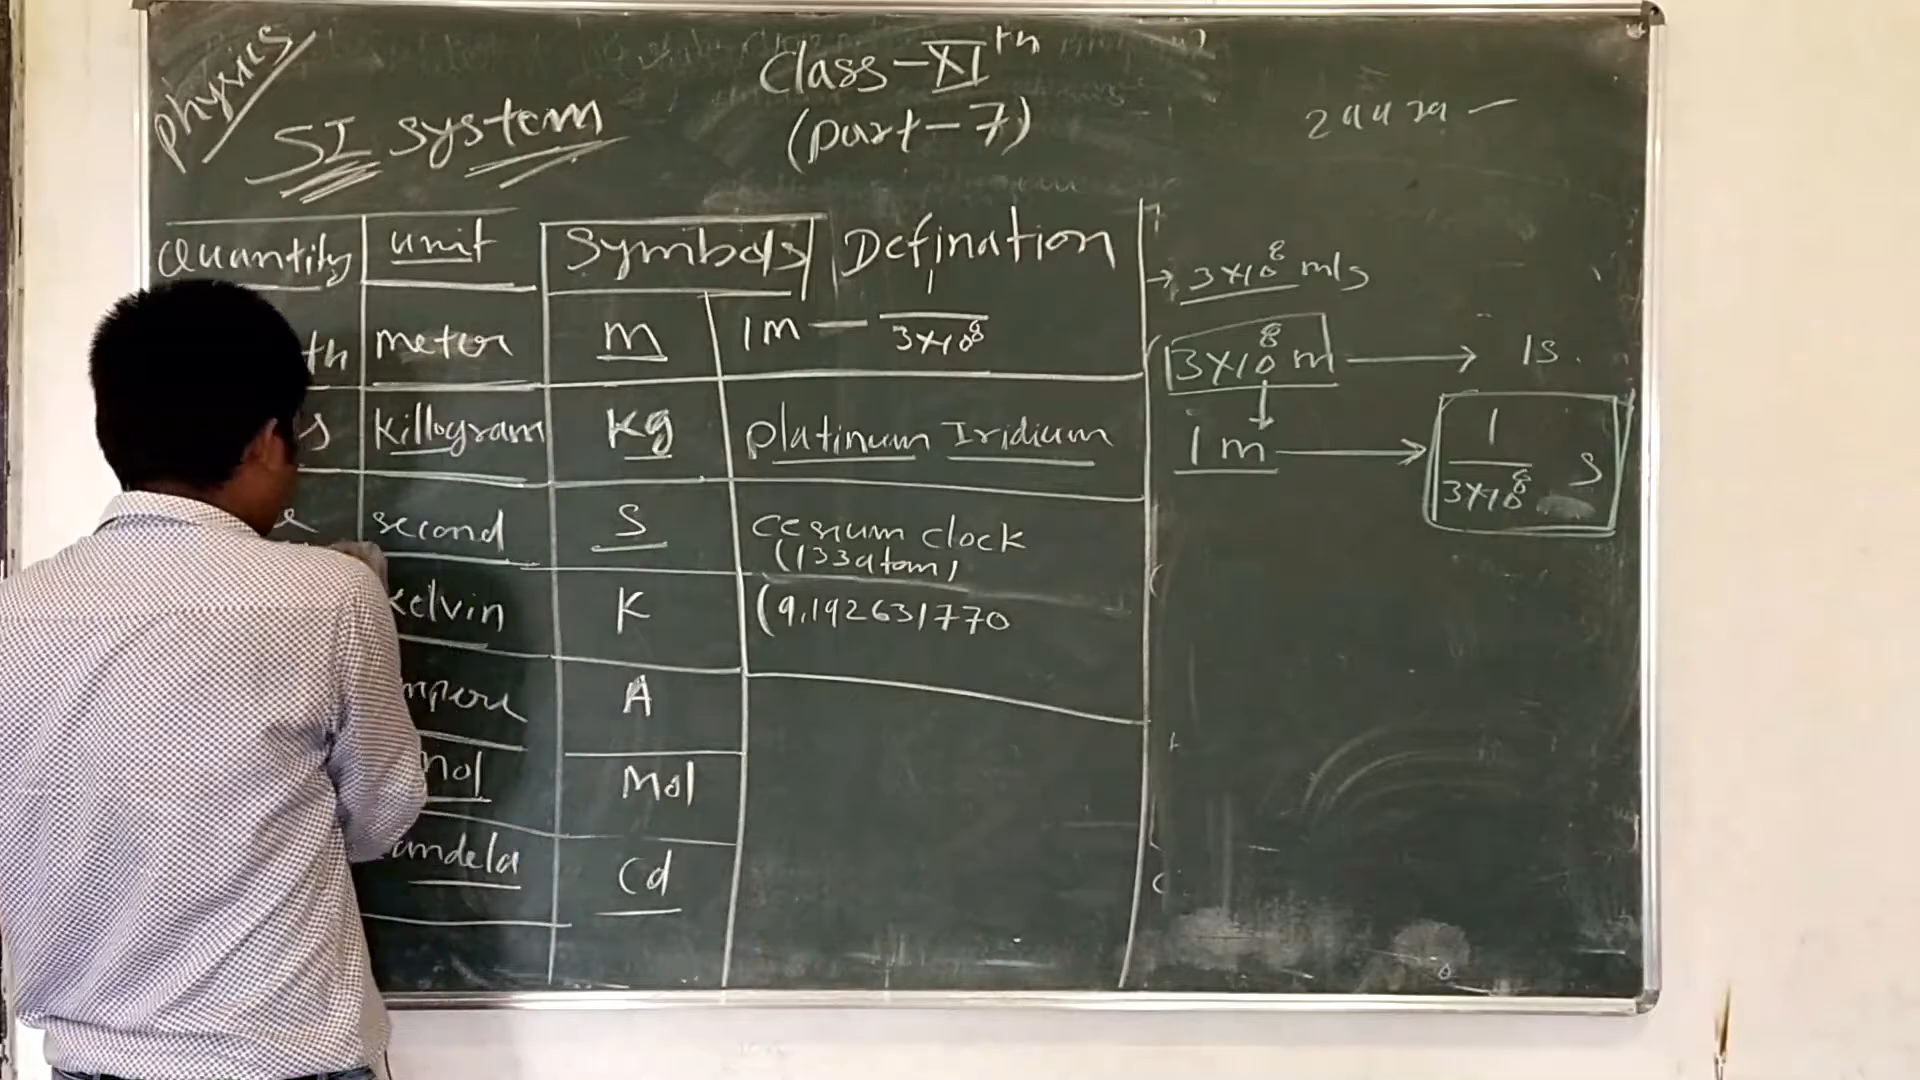 Physics
Class-XIth
(part-7)
SI system
Quantity unit Symbols Defination
th meter m 1m — 3×10⁸
s killogram kg platinum Iridium
e second S cesium clock
(133 atom)
kelvin K (9,192631770
mpere A
mol Mol
andela Cd
→ 3×10⁸ m/s
3×10⁸ m → 1s.
1m → 1/3×10⁸ s